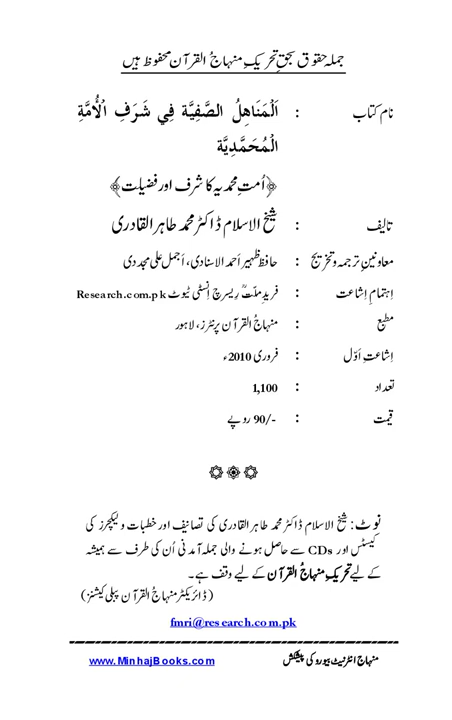 جملہ حقوق بحقِ تحریکِ منہاجُ القرآن محفوظ ہیں
نام کتاب : اَلْمَنَاهِلُ الصَّفِيَّة فِي شَرَفِ الْأُمَّةِ
الْمُحَمَّدِيَّة
﴿اُمتِ محمدیہ کا شرف اور فضیلت﴾
تالیف : شیخ الاسلام ڈاکٹر محمد طاہر القادری
معاونینِ ترجمہ و تخریج : حافظ ظہیر اَحمد الاسنادی، اَجمل علی مجددی
اِہتمامِ اِشاعت : فریدِ ملّتؒ رِیسرچ اِنسٹی ٹیوٹ Research.com.pk
مطبع : منہاجُ القرآن پرنٹرز، لاہور
اِشاعتِ اَوّل : فروری 2010ء
تعداد : 1,100
قیمت : 90/- روپے
نوٹ: شیخ الاسلام ڈاکٹر محمد طاہر القادری کی تصانیف اور خطبات و لیکچرز کی
کیسٹس اور CDs سے حاصل ہونے والی جملہ آمدنی اُن کی طرف سے ہمیشہ
کے لیے تحریکِ منہاجُ القرآن کے لیے وقف ہے۔
(ڈائریکٹر منہاجُ القرآن پبلی کیشنز)
fmri@research.com.pk
منہاج انٹرنیٹ بیورو کی پیشکش www.MinhajBooks.com